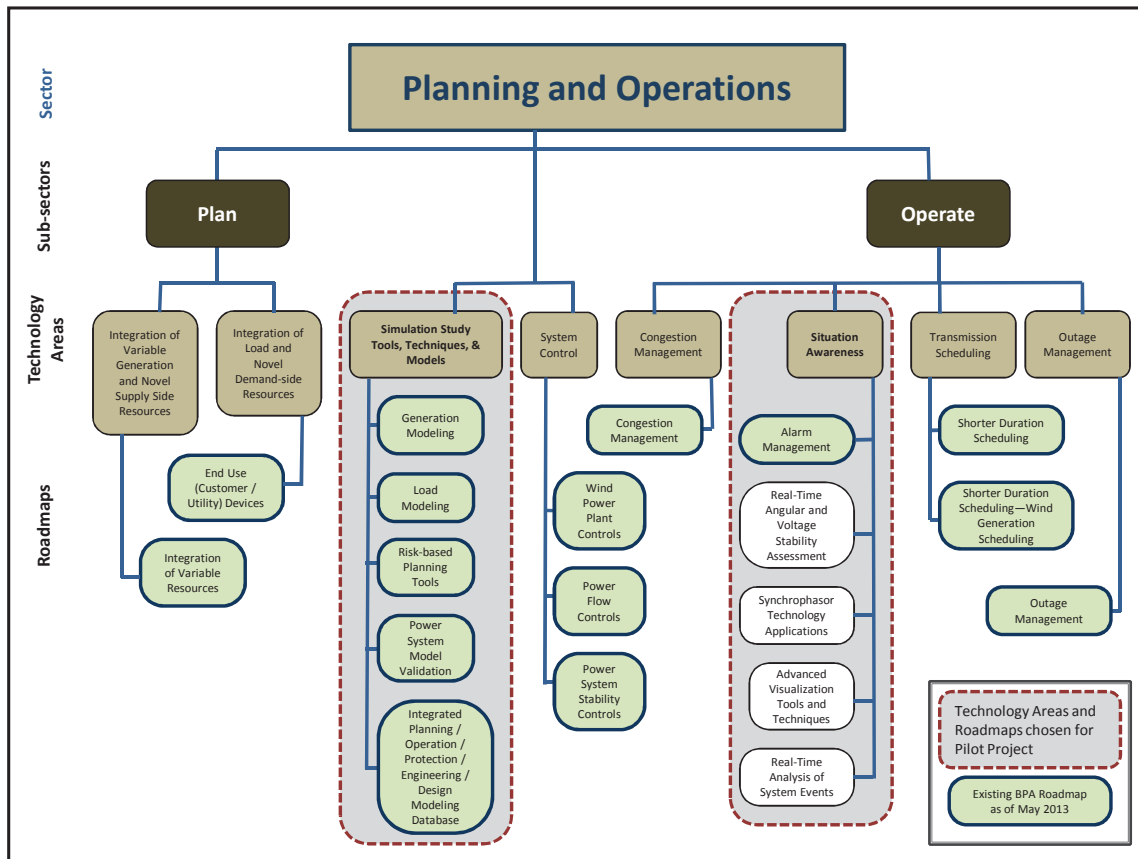 Sector
Planning and Operations
Sub-sectors
Plan
Operate
Technology
Areas
Integration of
Variable
Generation
and Novel
Supply Side
Resources
Integration of
Load and
Novel
Demand-side
Resources
Simulation Study
Tools, Techniques, &
Models
System
Control
Congestion
Management
Situation
Awareness
Transmission
Scheduling
Outage
Management
Roadmaps
End Use
(Customer /
Utility) Devices
Integration
of Variable
Resources
Generation
Modeling
Load
Modeling
Risk-based
Planning
Tools
Power
System
Model
Validation
Integrated
Planning /
Operation /
Protection /
Engineering /
Design
Modeling
Database
Wind
Power
Plant
Controls
Power
Flow
Controls
Power
System
Stability
Controls
Congestion
Management
Alarm
Management
Real-Time
Angular and
Voltage
Stability
Assessment
Synchrophasor
Technology
Applications
Advanced
Visualization
Tools and
Techniques
Real-Time
Analysis of
System Events
Shorter Duration
Scheduling
Shorter Duration
Scheduling—Wind
Generation
Scheduling
Outage
Management
Technology Areas and
Roadmaps chosen for
Pilot Project
Existing BPA Roadmap
as of May 2013